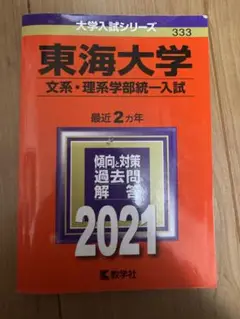 大学入試シリーズ
333
東海大学
文系・理系学部統一入試
最近2カ年
傾向と対策
過去問
解答
2021
教学社